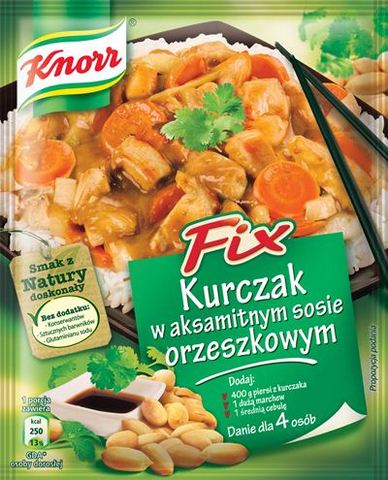 Knorr
Fix
Kurczak
w aksamitnym sosie
orzeszkowym
Smak z
Natury
doskonały
Bez dodatku:
- Konserwantów
- Sztucznych barwników
- Glutaminianu sodu
Dodaj:
400 g piersi z kurczaka
1 dużą marchew
1 średnią cebulę
Danie dla 4 osób
Propozycja podania
1 porcja
zawiera
kcal
250
13%
GDA*
osoby dorosłej